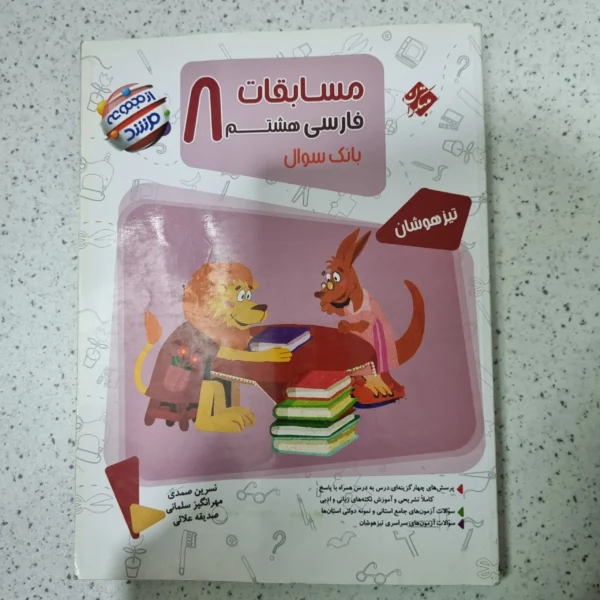 مسابقات
فارسی هشتم
۸
بانک سوال
مبتکران
از مجموعه
مرشد
تیزهوشان
نسرین صمدی
مهرانگیز سلمانی
صدیقه علائی
پرسش‌های چهارگزینه‌ای درس به درس همراه با پاسخ
کاملاً تشریحی و آموزش نکته‌های زبانی و ادبی
سؤالات آزمون‌های جامع استانی و نمونه دولتی استان‌ها
سؤالات آزمون‌های سراسری تیزهوشان